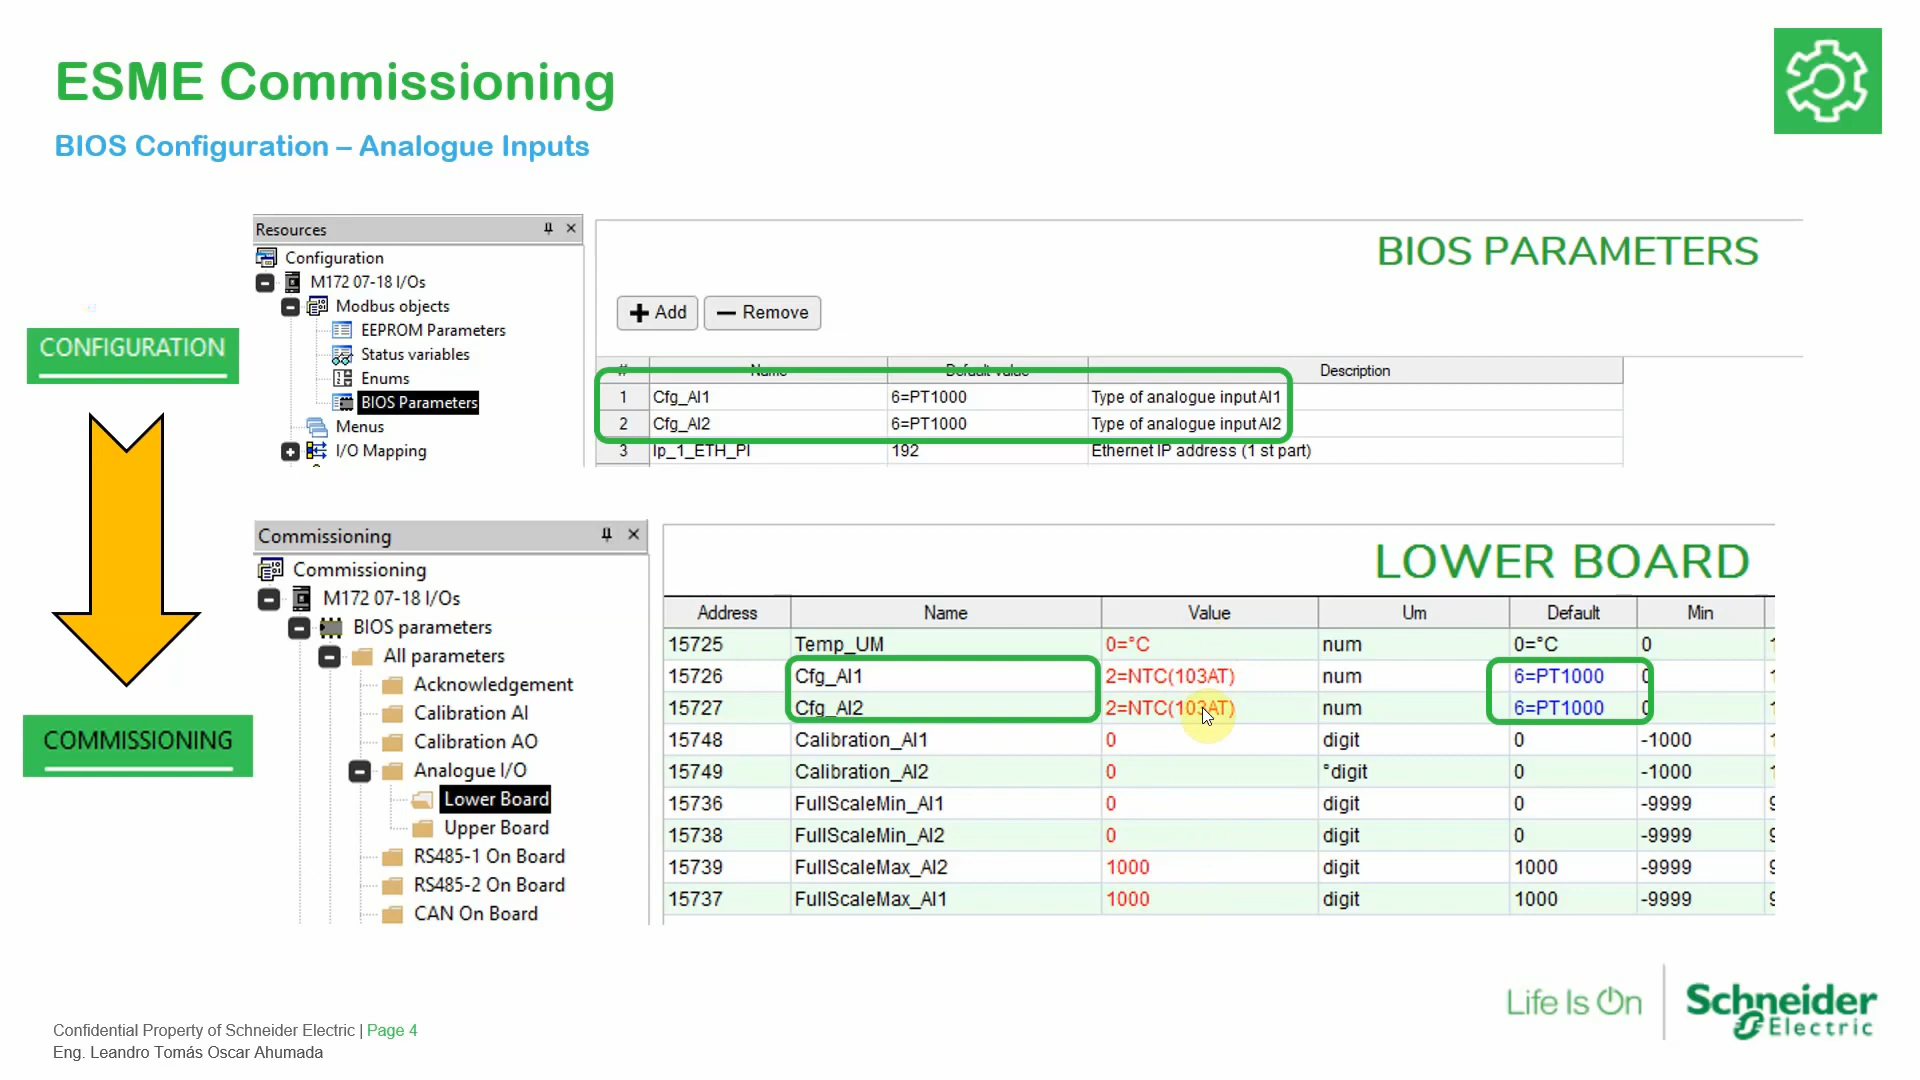 ESME Commissioning
BIOS Configuration – Analogue Inputs
CONFIGURATION
COMMISSIONING
Resources
Configuration
M172 07-18 I/Os
Modbus objects
EEPROM Parameters
Status variables
Enums
BIOS Parameters
Menus
I/O Mapping
BIOS PARAMETERS
Add Remove
# Name Default value Description
1 Cfg_AI1 6=PT1000 Type of analogue input AI1
2 Cfg_AI2 6=PT1000 Type of analogue input AI2
3 Ip_1_ETH_PI 192 Ethernet IP address (1 st part)
Commissioning
Commissioning
M172 07-18 I/Os
BIOS parameters
All parameters
Acknowledgement
Calibration AI
Calibration AO
Analogue I/O
Lower Board
Upper Board
RS485-1 On Board
RS485-2 On Board
CAN On Board
LOWER BOARD
Address Name Value Um Default Min
15725 Temp_UM 0=°C num 0=°C 0
15726 Cfg_AI1 2=NTC(103AT) num 6=PT1000 0
15727 Cfg_AI2 2=NTC(103AT) num 6=PT1000 0
15748 Calibration_AI1 0 digit 0 -1000
15749 Calibration_AI2 0 °digit 0 -1000
15736 FullScaleMin_AI1 0 digit 0 -9999
15738 FullScaleMin_AI2 0 digit 0 -9999
15739 FullScaleMax_AI2 1000 digit 1000 -9999
15737 FullScaleMax_AI1 1000 digit 1000 -9999
Confidential Property of Schneider Electric | Page 4
Eng. Leandro Tomás Oscar Ahumada
Life Is On
Schneider
Electric